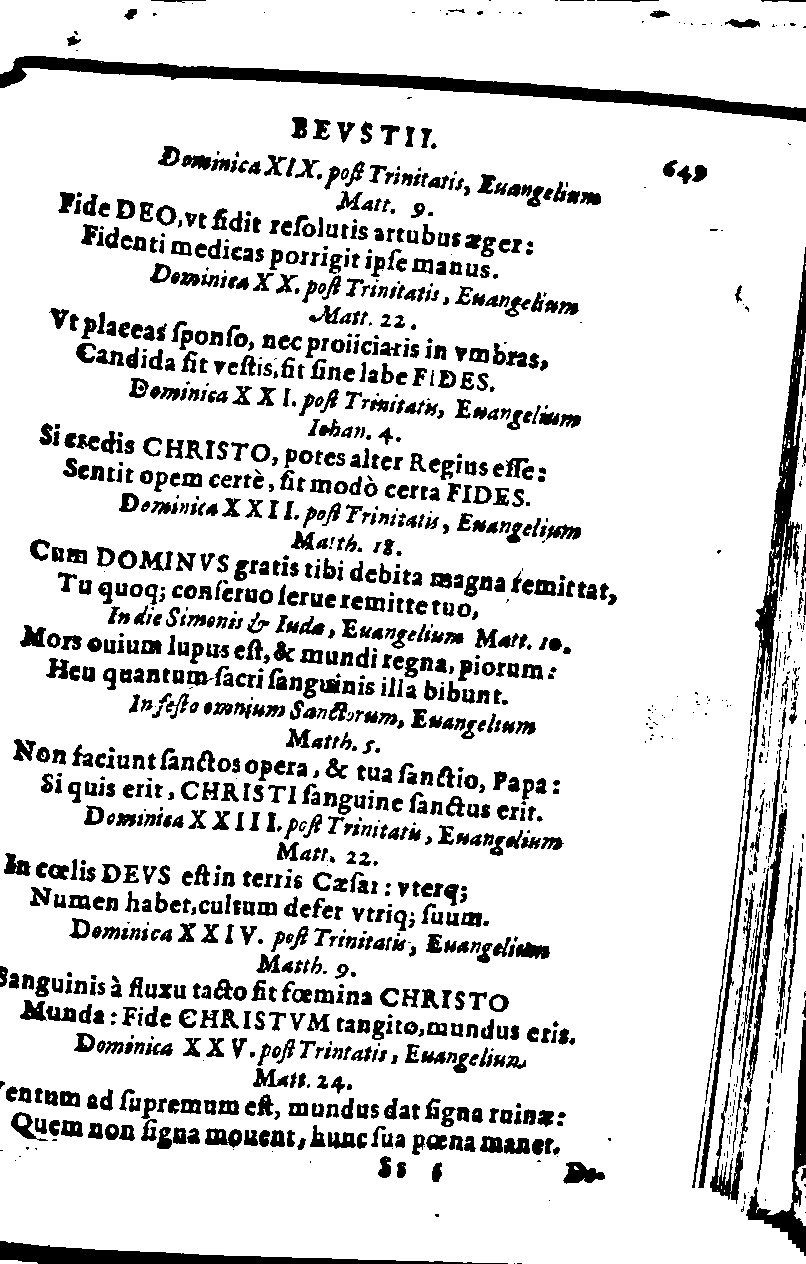 BEVSTII.
649
Dominica XIX. poſt Trinitatis, Euangelium
Matt. 9.
Fide DEO, vt fidit reſolutis artubus æger:
Fidenti medicas porrigit ipſe manus.
Dominica XX. poſt Trinitatis, Euangelium
Matt. 22.
Vt placeas ſponſo, nec proiiciaris in vmbras,
Candida ſit veſtis, ſit ſine labe FIDES.
Dominica XXI. poſt Trinitatis, Euangelium
Iohan. 4.
Si credis CHRISTO, potes alter Regius eſſe:
Sentit opem certè, ſit modò certa FIDES.
Dominica XXII. poſt Trinitatis, Euangelium
Matth. 18.
Cum DOMINVS gratis tibi debita magna remittat,
Tu quoq; conſeruo ſerue remitte tuo,
In die Simonis & Iudæ, Euangelium Matt. 10.
Mors ouium lupus eſt, & mundi regna, piorum:
Heu quantum ſacri ſanguinis illa bibunt.
In feſto omnium Sanctorum, Euangelium
Matth. 5.
Non faciunt ſanctos opera, & tua ſanctio, Papa:
Si quis erit, CHRISTI ſanguine ſanctus erit.
Dominica XXIII. poſt Trinitatis, Euangelium
Matt. 22.
In cœlis DEVS eſt in terris Cæſar: vterq;
Numen habet, cultum defer vtriq; ſuum.
Dominica XXIV. poſt Trinitatis, Euangelium
Matth. 9.
Sanguinis à fluxu tacto fit fœmina CHRISTO
Munda: Fide CHRISTVM tangito, mundus eris.
Dominica XXV. poſt Trintatis, Euangelium
Matt. 24.
Ventum ad ſupremum eſt, mundus dat ſigna ruinæ:
Quem non ſigna mouent, hunc ſua pœna manet.
Ss 6
Do-